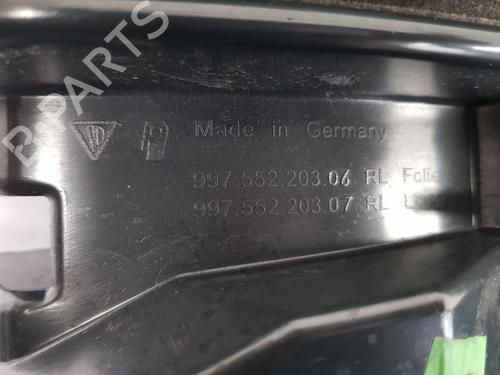 B-PARTS
Made in Germany
997.552.203.06 RL Folie
997.552.203.07 RL